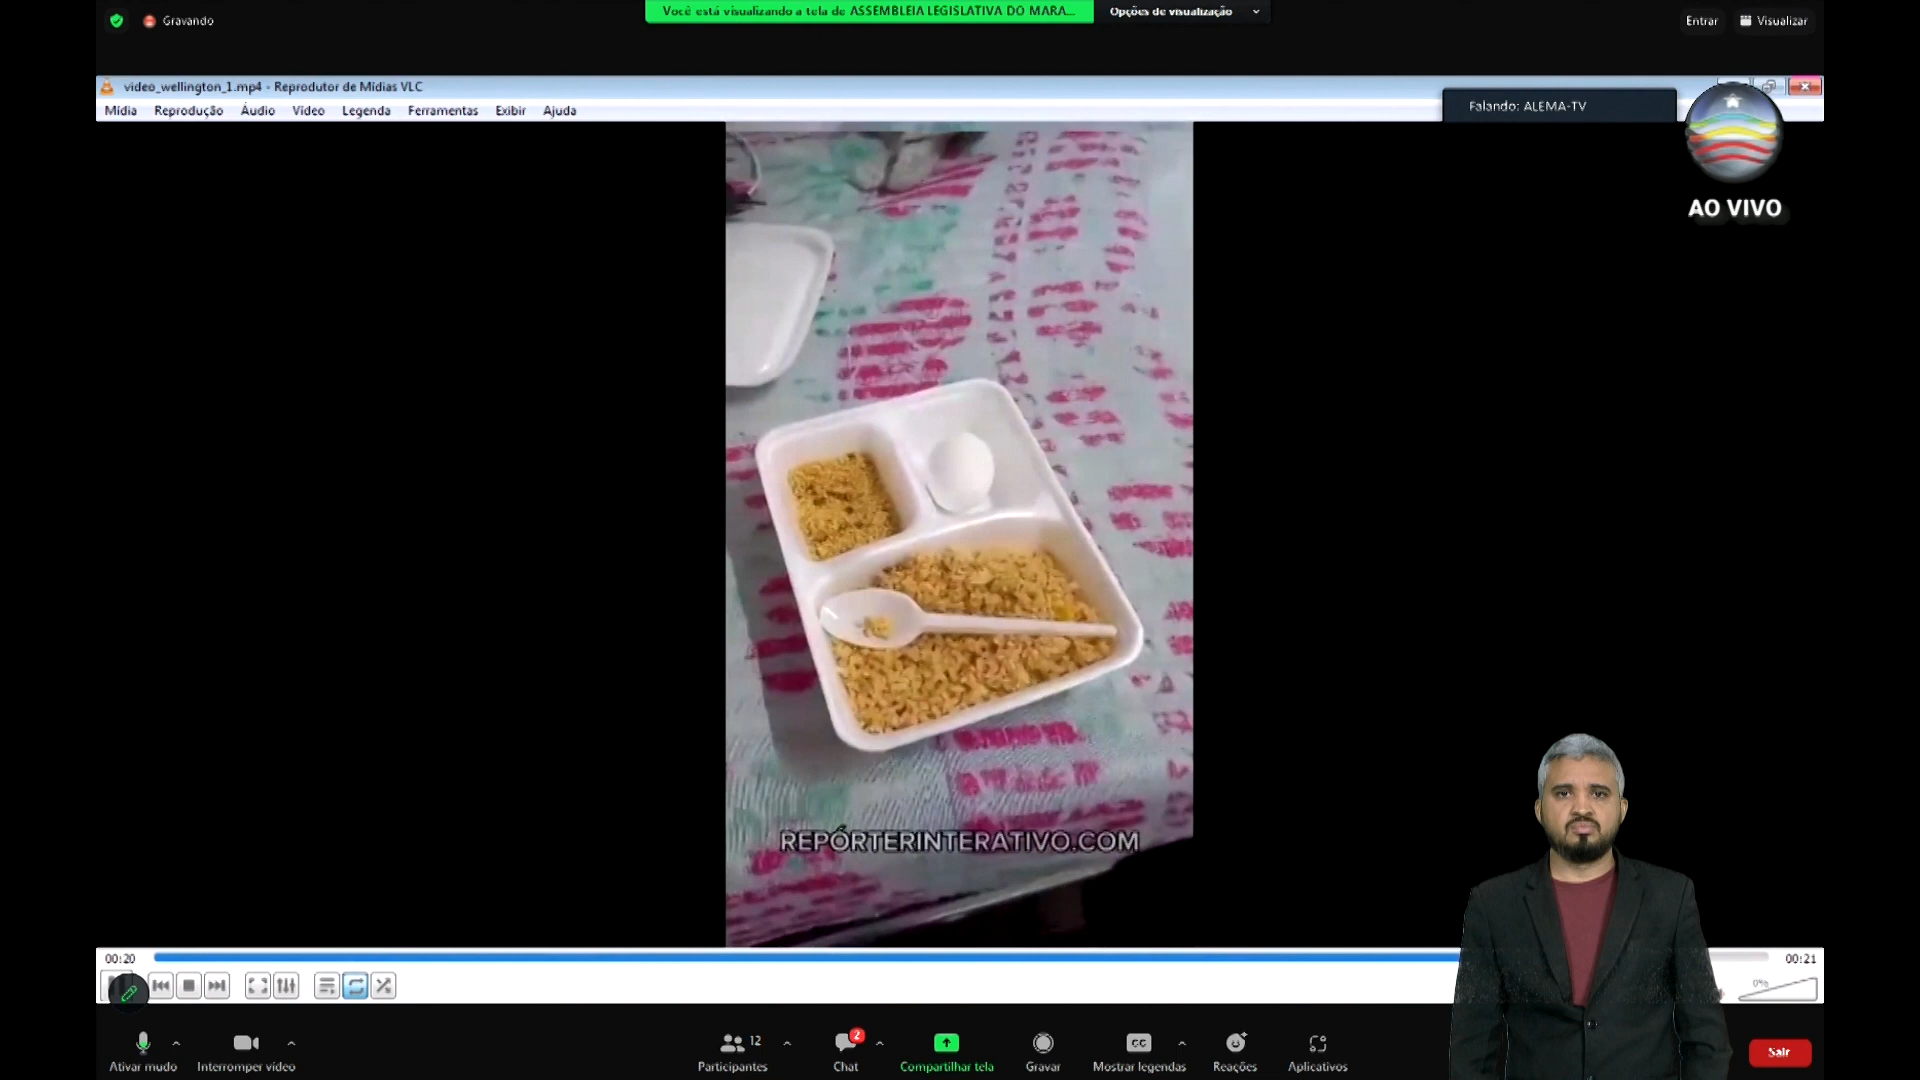 Gravando
Você está visualizando a tela de ASSEMBLEIA LEGISLATIVA DO MARA...
Opções de visualização
Entrar
Visualizar
video_wellington_1.mp4 - Reprodutor de Mídias VLC
Mídia Reprodução Áudio Vídeo Legenda Ferramentas Exibir Ajuda
Falando: ALEMA-TV
AO VIVO
REPÓRTERINTERATIVO.COM
00:20
00:21
0%
Ativar mudo
Interromper vídeo
12
Participantes
2
Chat
Compartilhar tela
Gravar
CC
Mostrar legendas
Reações
Aplicativos
Sair